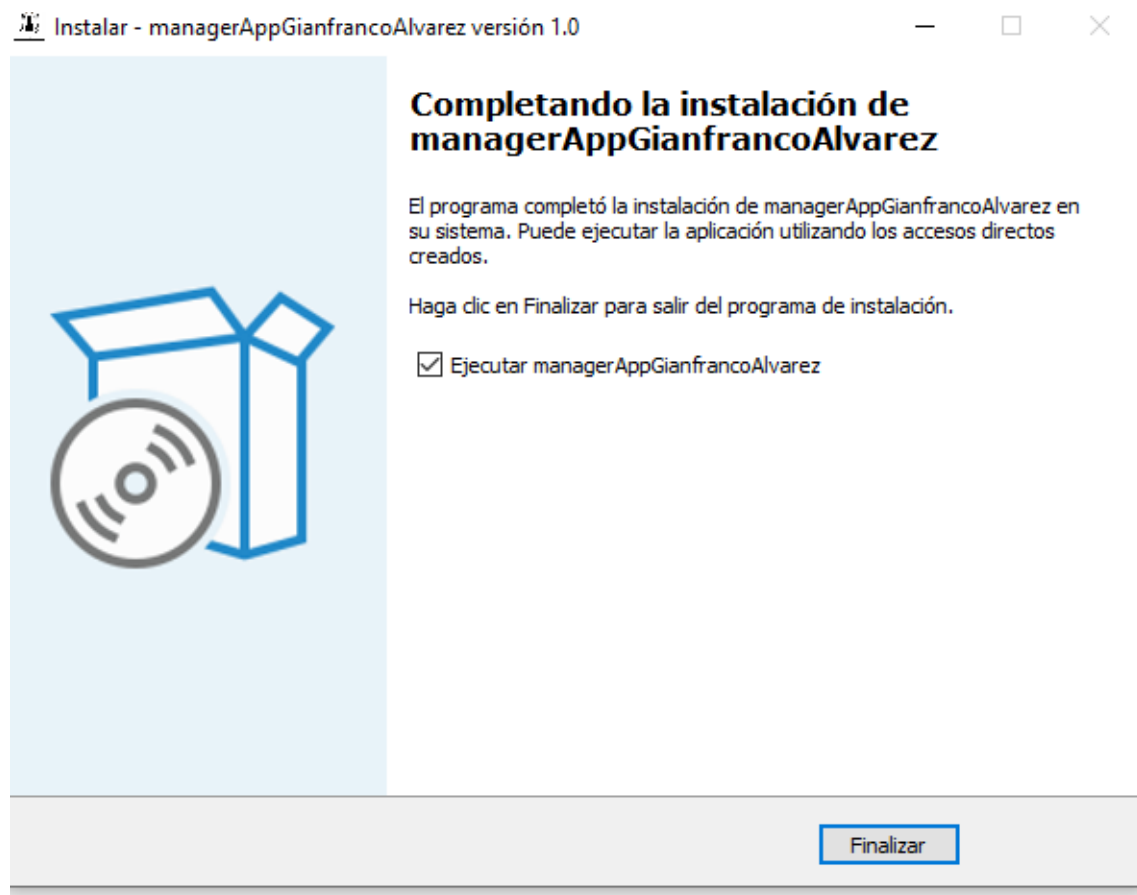 Instalar - managerAppGianfrancoAlvarez versión 1.0
Completando la instalación de
managerAppGianfrancoAlvarez
El programa completó la instalación de managerAppGianfrancoAlvarez en
su sistema. Puede ejecutar la aplicación utilizando los accesos directos
creados.
Haga clic en Finalizar para salir del programa de instalación.
Ejecutar managerAppGianfrancoAlvarez
Finalizar